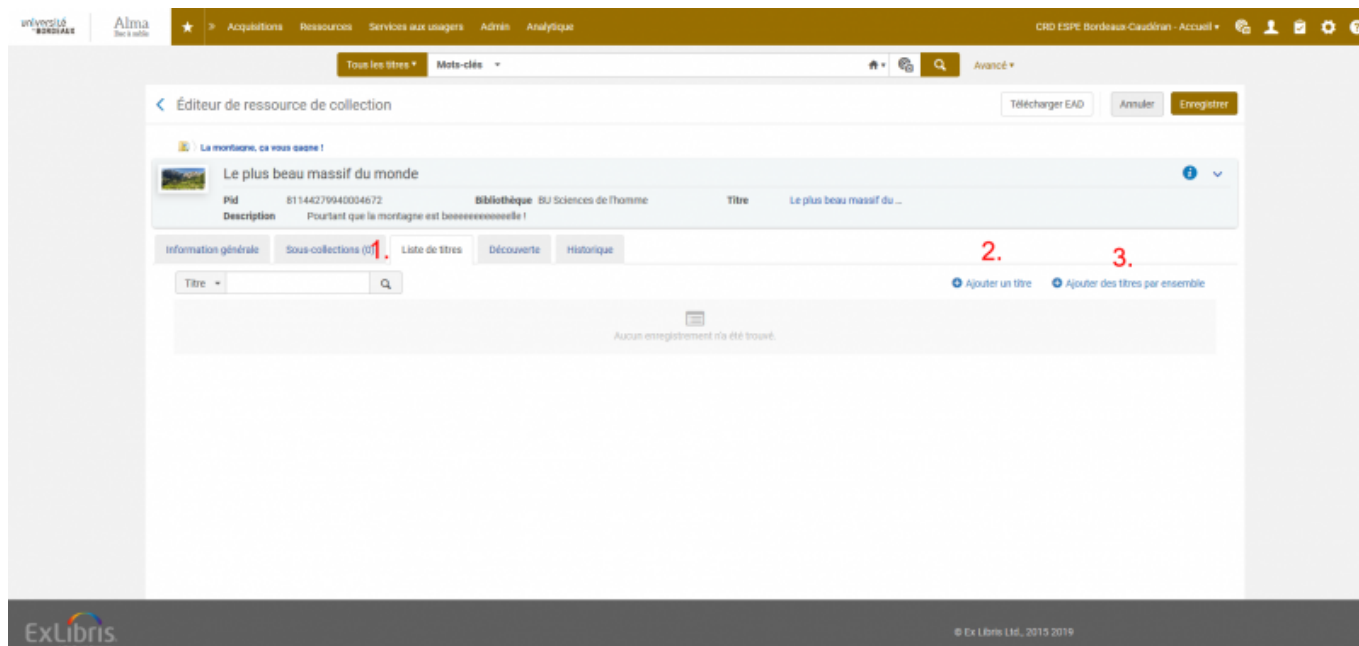 université
de BORDEAUX
Alma
» Acquisitions Ressources Services aux usagers Admin Analytique
CRD ESPE Bordeaux-Caudéran - Accueil
Tous les titres Mots-clés
Avancé
Éditeur de ressource de collection
Télécharger EAD Annuler Enregistrer
La montagne, ça vous gagne !
Le plus beau massif du monde
Pid 81144279940004672 Bibliothèque BU Sciences de l'homme Titre Le plus beau massif du ...
Description Pourtant que la montagne est beeeeeeeeeeeelle !
Information générale Sous-collections (0) 1. Liste de titres Découverte Historique
2. 3.
Titre
Ajouter un titre Ajouter des titres par ensemble
Aucun enregistrement n'a été trouvé.
ExLibris
© Ex Libris Ltd., 2015 2019